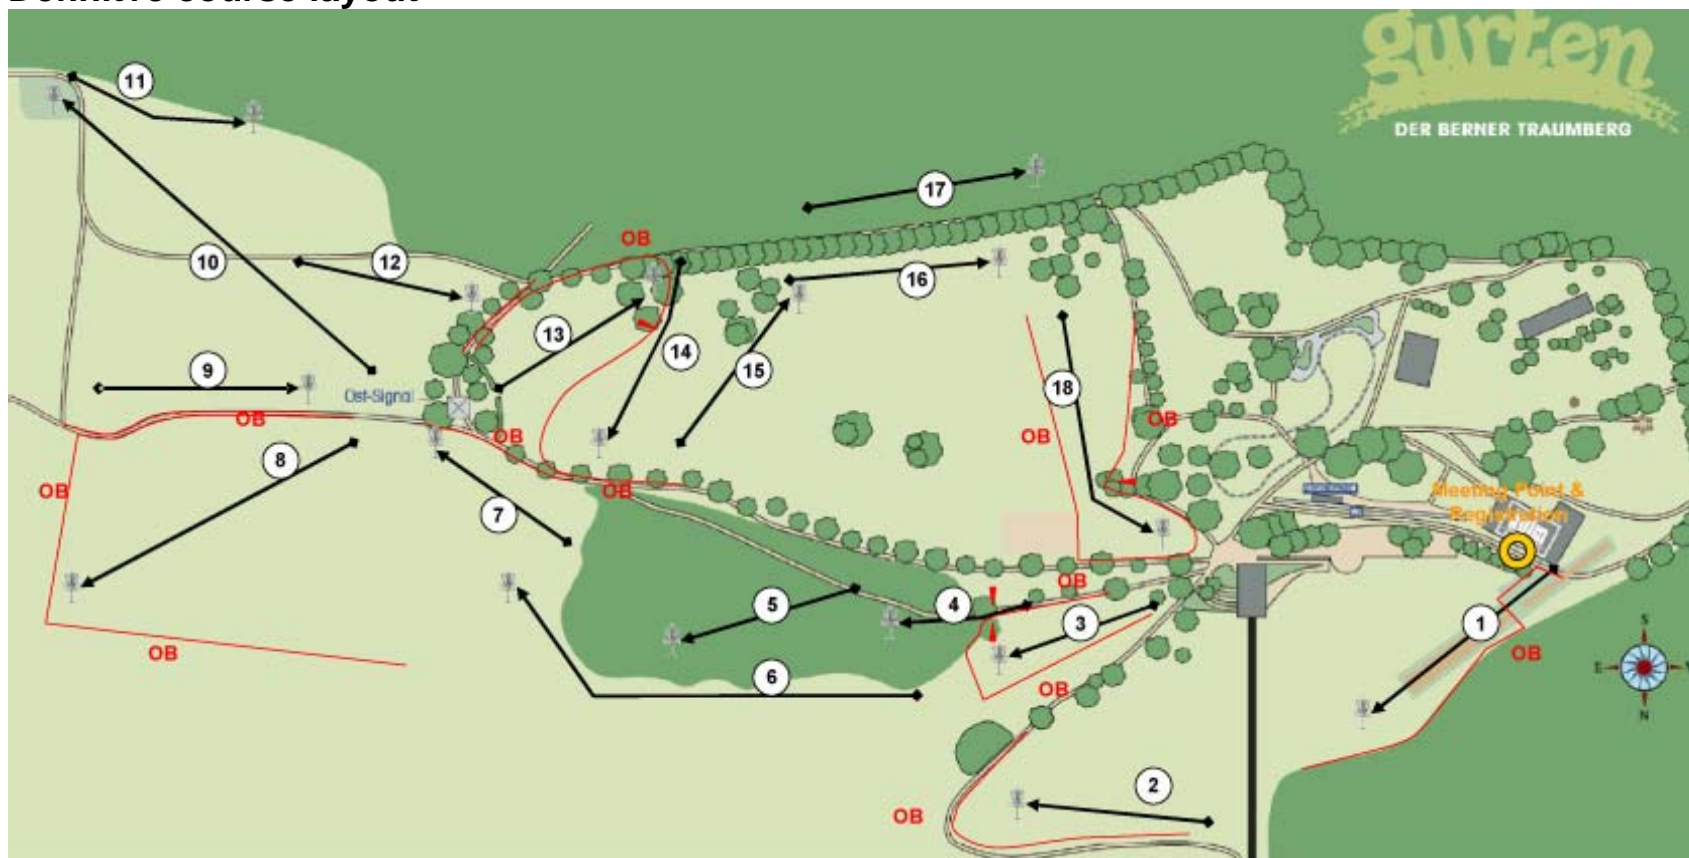 Definitive course layout
gurten
DER BERNER TRAUMBERG
11
17
OB
10
12
16
13
14
15
9
Ost-Signal
18
OB
OB
OB
OB
8
OB
OB
7
Meeting Point &
Registration
5
4
OB
3
1
S
OB
OB
E
6
OB
N
2
OB